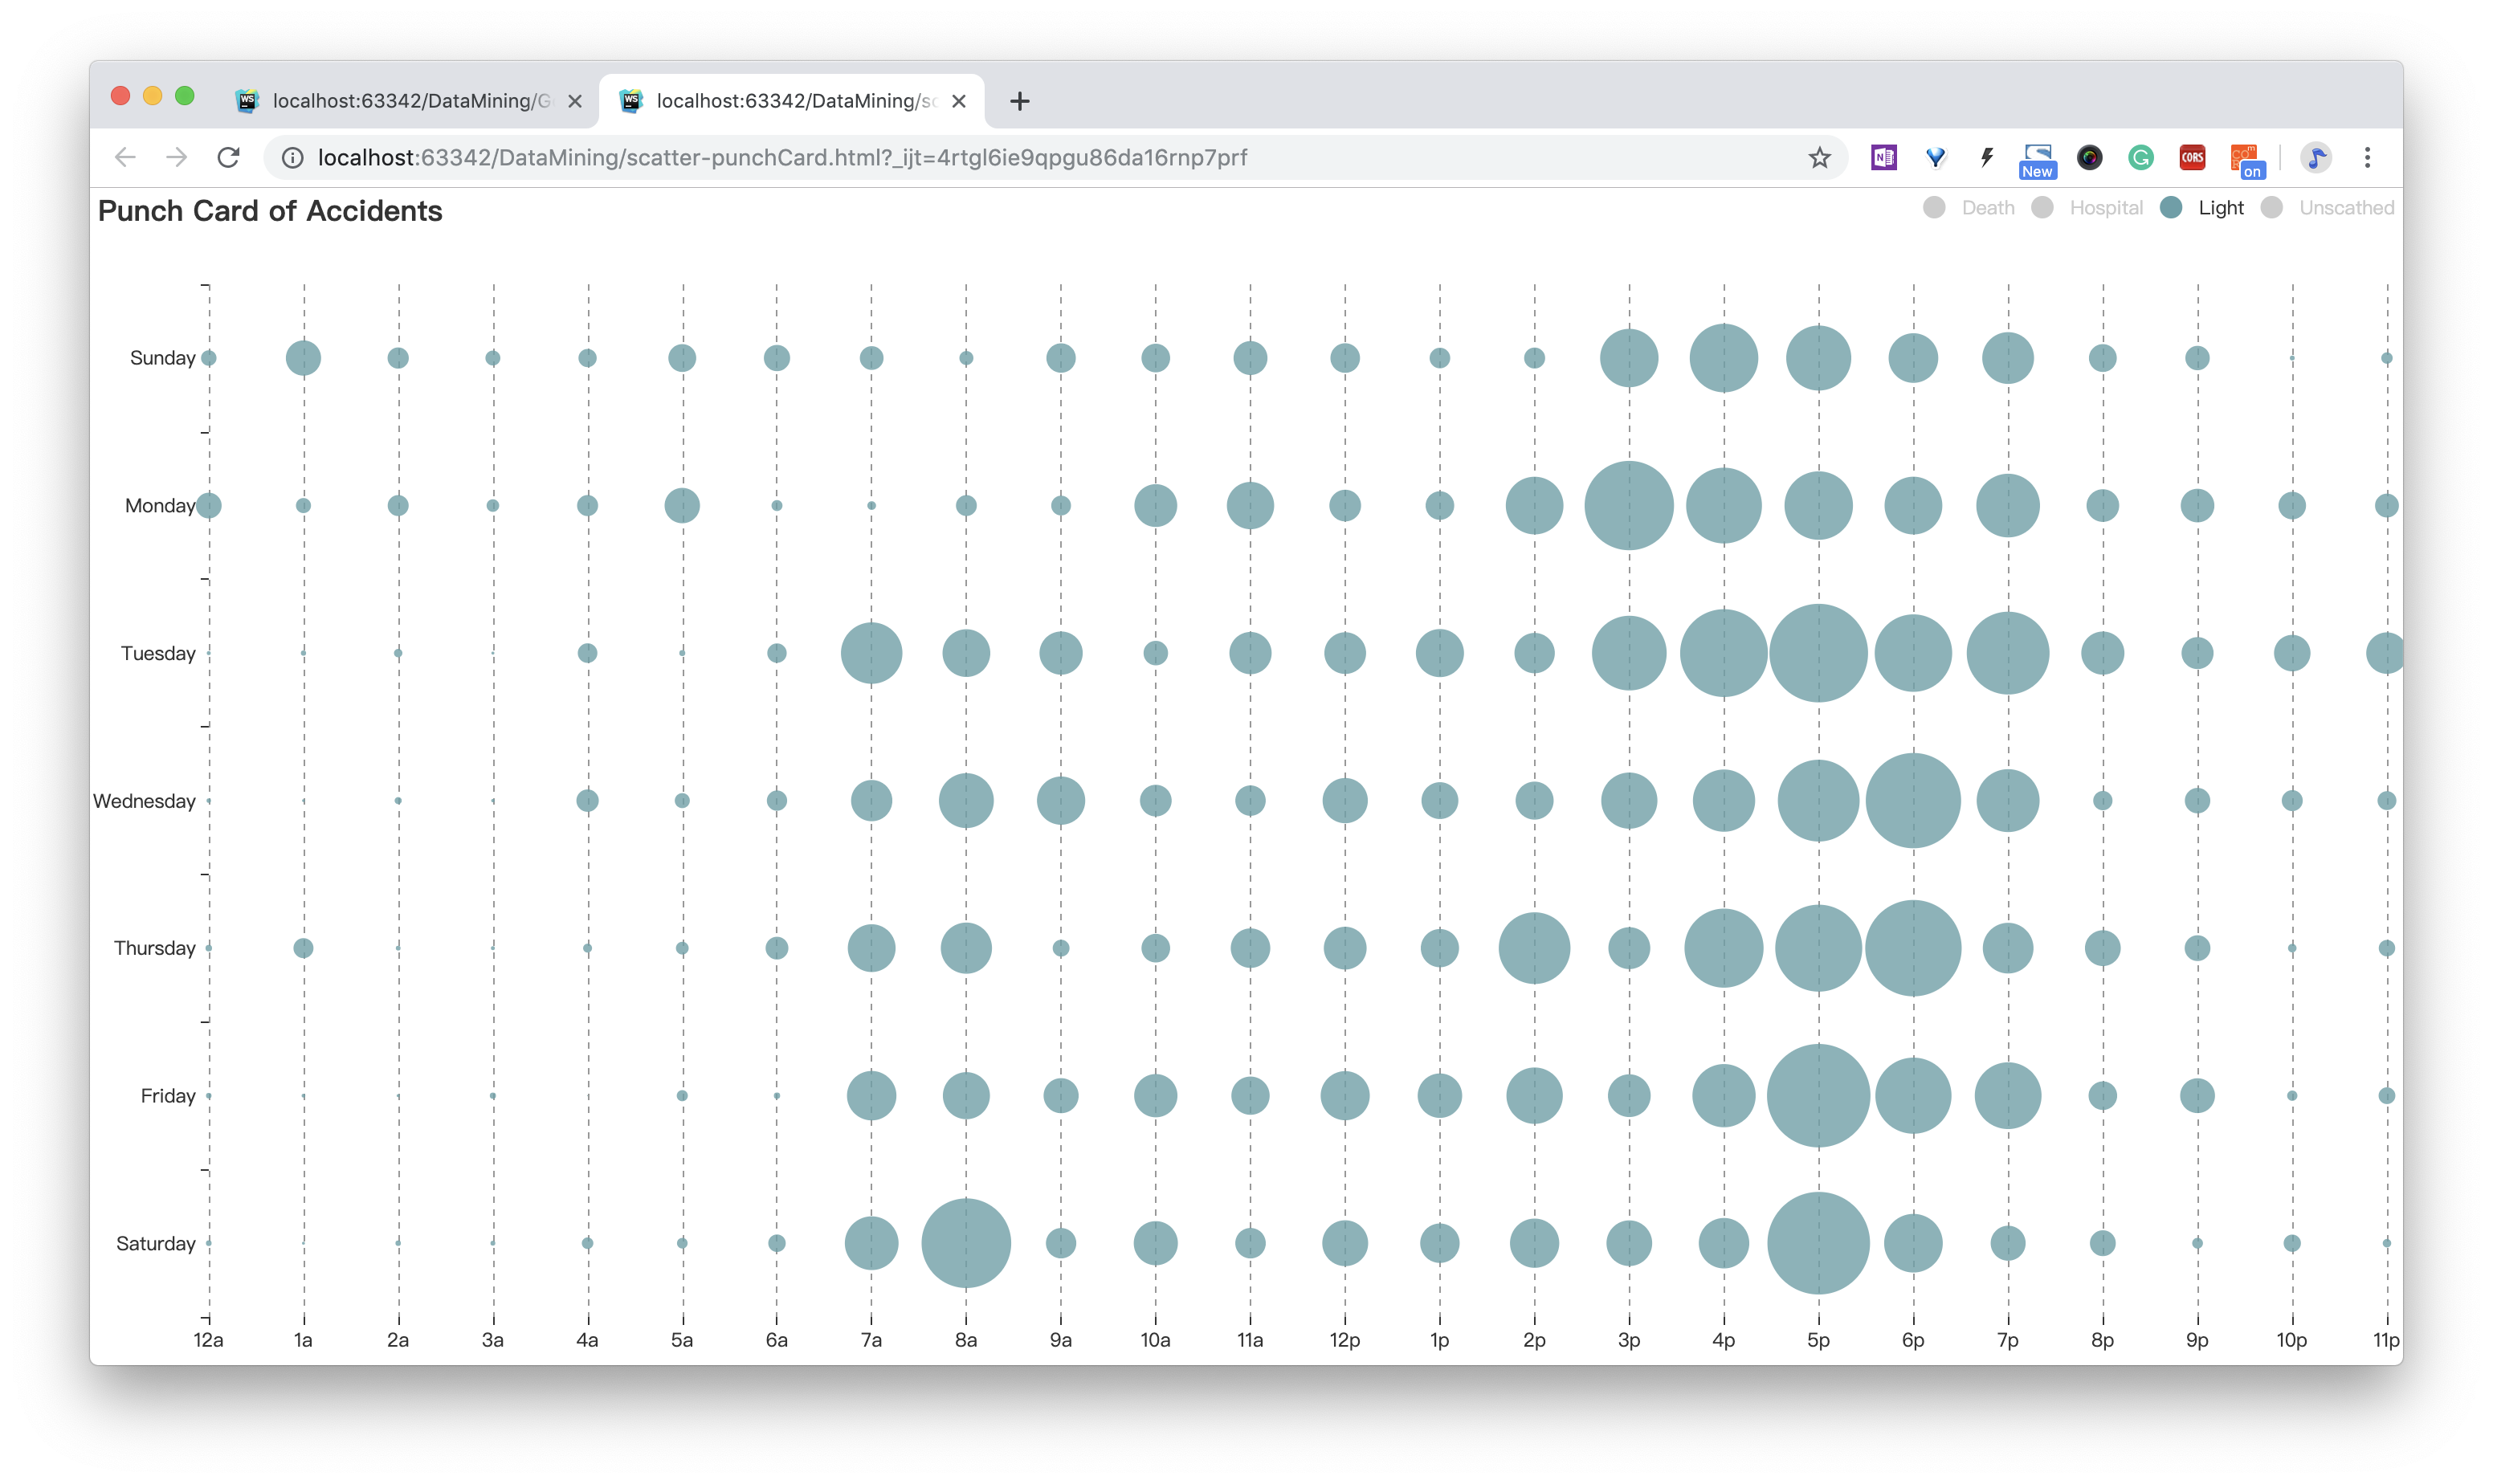 localhost:63342/DataMining/G
localhost:63342/DataMining/sc
localhost:63342/DataMining/scatter-punchCard.html?_ijt=4rtgl6ie9qpgu86da16rnp7prf
New
CORS
on
Punch Card of Accidents
Death Hospital Light Unscathed
Sunday
Monday
Tuesday
Wednesday
Thursday
Friday
Saturday
12a 1a 2a 3a 4a 5a 6a 7a 8a 9a 10a 11a 12p 1p 2p 3p 4p 5p 6p 7p 8p 9p 10p 11p